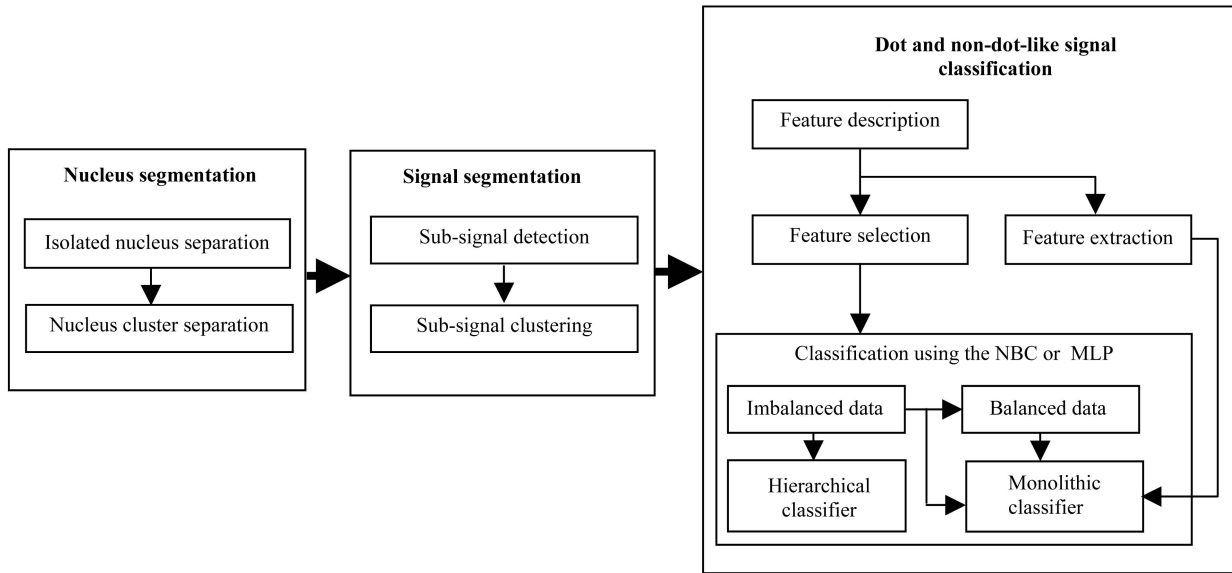 Nucleus segmentation
Isolated nucleus separation
Nucleus cluster separation
Signal segmentation
Sub-signal detection
Sub-signal clustering
Dot and non-dot-like signal
classification
Feature description
Feature selection
Feature extraction
Classification using the NBC or MLP
Imbalanced data
Balanced data
Hierarchical
classifier
Monolithic
classifier